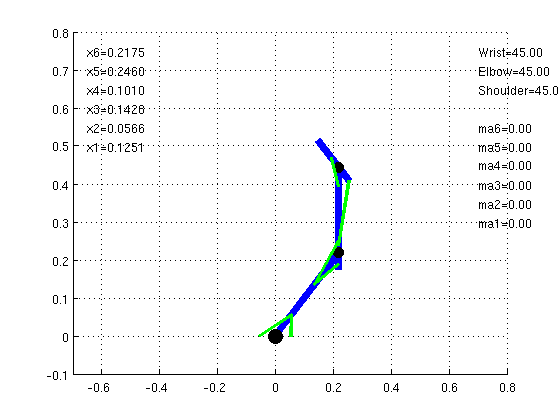 0.8
x6=0.2175 Wrist=45.00
0.7
x5=0.2460 Elbow=45.00
x4=0.1010 Shoulder=45.0
0.6
x3=0.1426
x2=0.0566 ma6=0.00
0.5
x1=0.1251 ma5=0.00
ma4=0.00
0.4
ma3=0.00
ma2=0.00
0.3
ma1=0.00
0.2
0.1
0
-0.1
-0.6 -0.4 -0.2 0 0.2 0.4 0.6 0.8